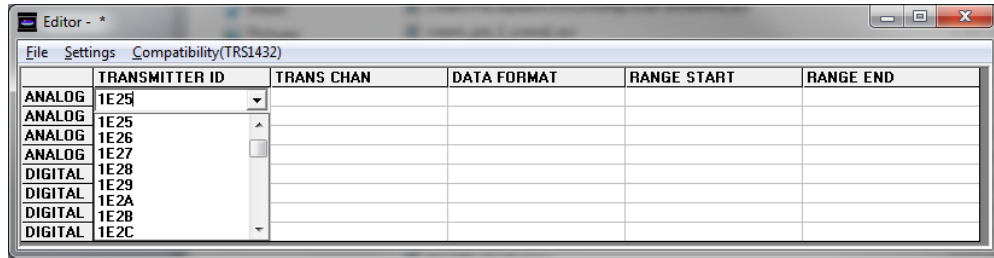 Editor - *
File Settings Compatibility(TRS1432)
TRANSMITTER ID TRANS CHAN DATA FORMAT RANGE START RANGE END
ANALOG 1E25
ANALOG 1E25
ANALOG 1E26
ANALOG 1E27
DIGITAL 1E28
DIGITAL 1E29
1E2A
DIGITAL 1E2B
DIGITAL 1E2C